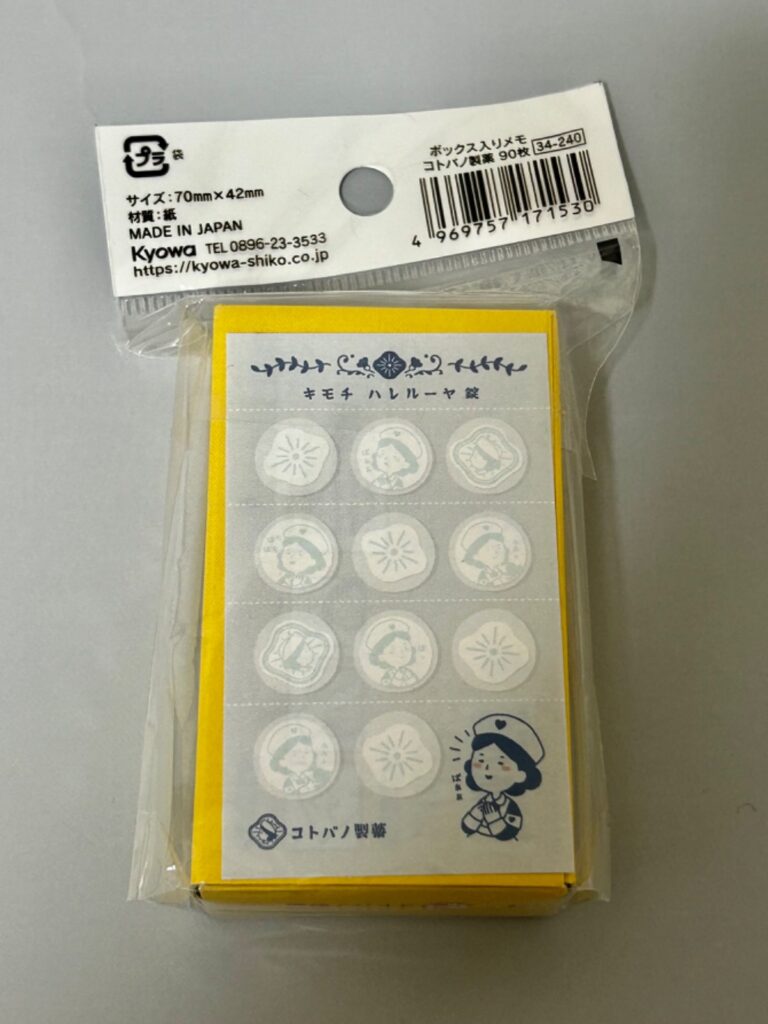 プラ 袋
サイズ:70mm×42mm
材質:紙
MADE IN JAPAN
Kyowa TEL 0896-23-3533
https://kyowa-shiko.co.jp
ボックス入りメモ
コトバノ製薬 90枚 34-240
4 969757 171530
キモチ ハレルーヤ 錠
ぱぁぁ
コトバノ製薬